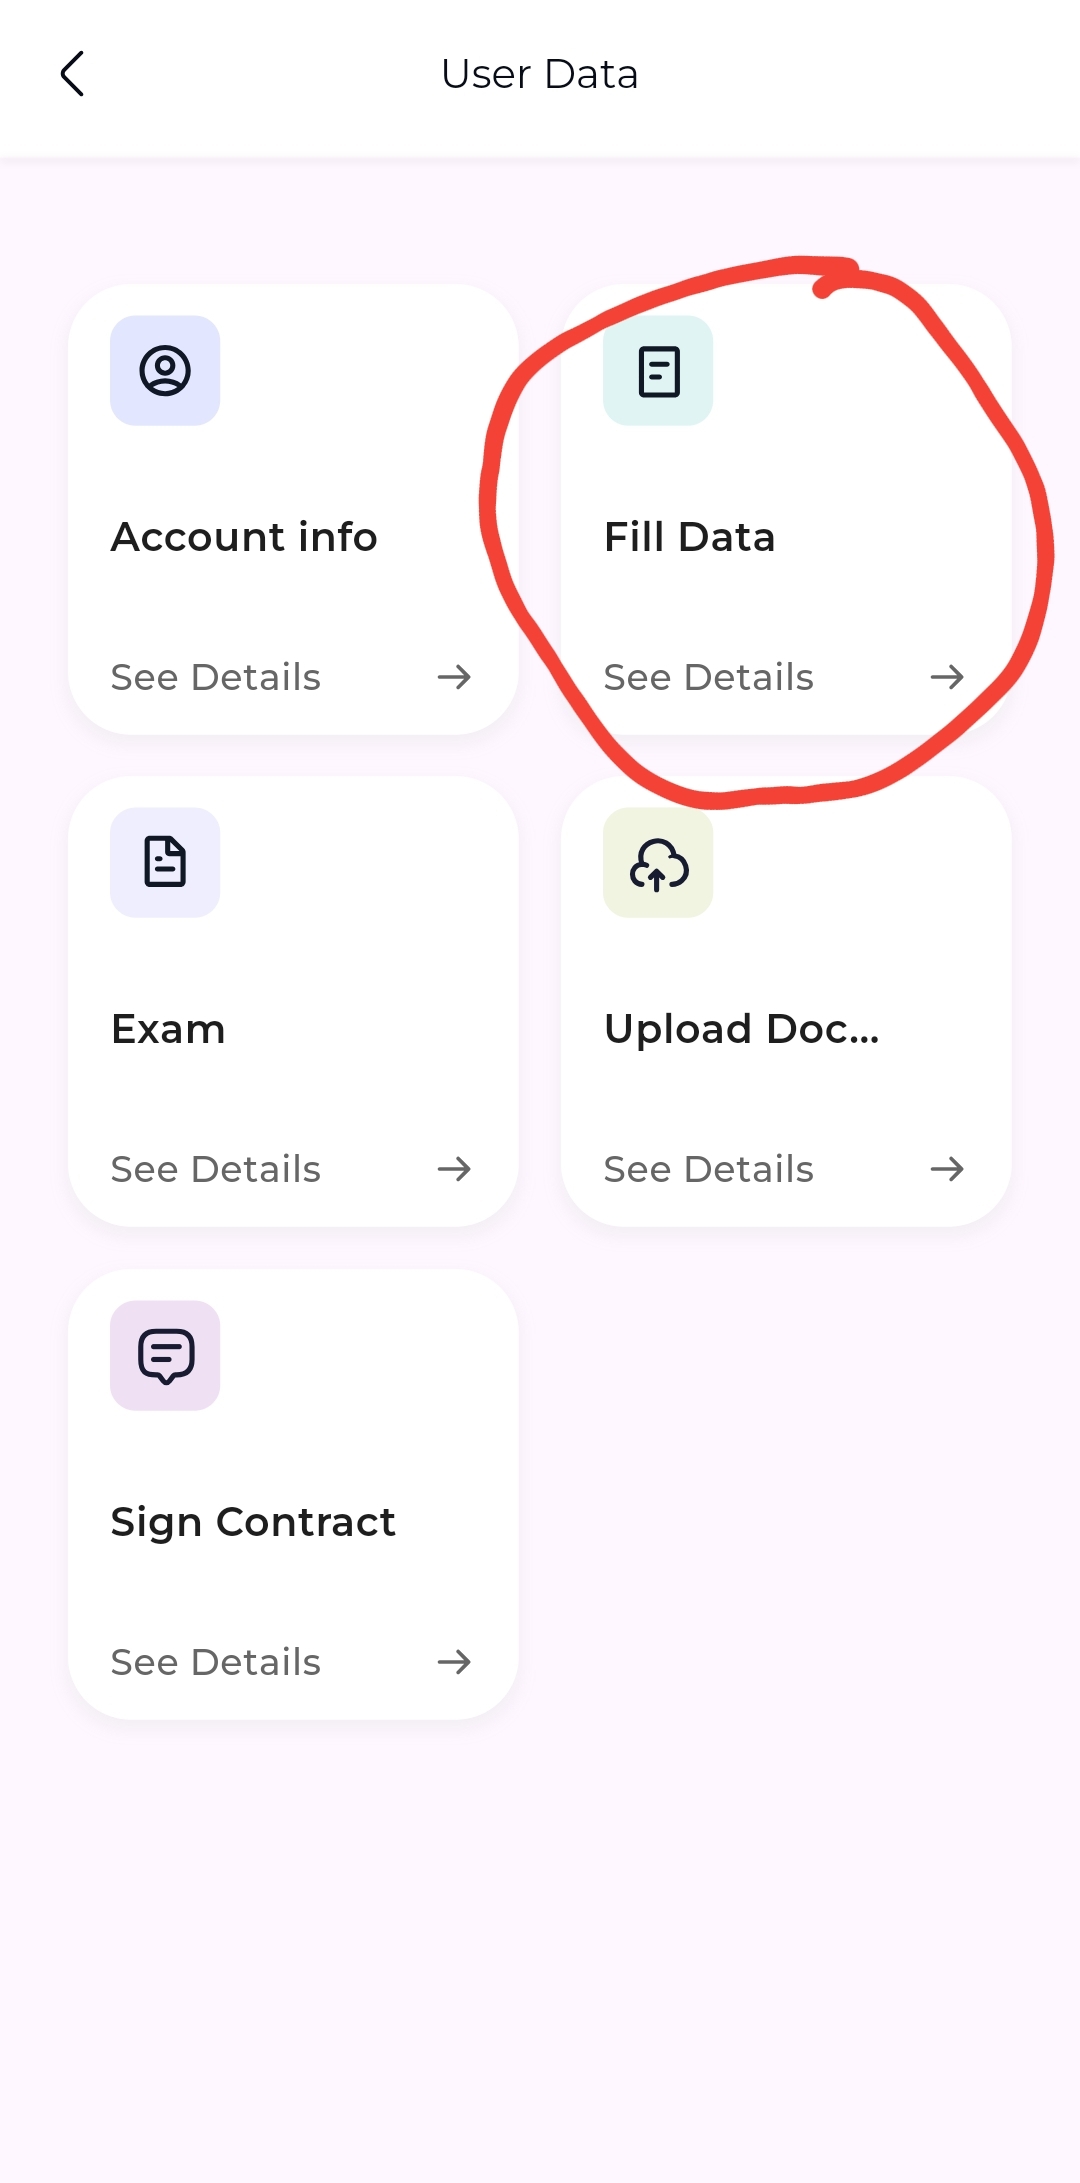 User Data
Account info
See Details
Fill Data
See Details
Exam
See Details
Upload Doc...
See Details
Sign Contract
See Details